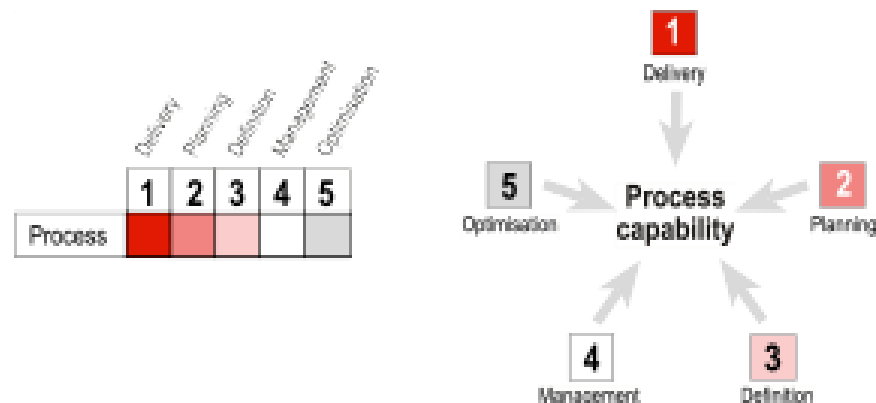 Delivery
Planning
Definition
Management
Optimisation
1 2 3 4 5
Process
1
Delivery
5
Optimisation
Process
capability
2
Planning
4
Management
3
Definition